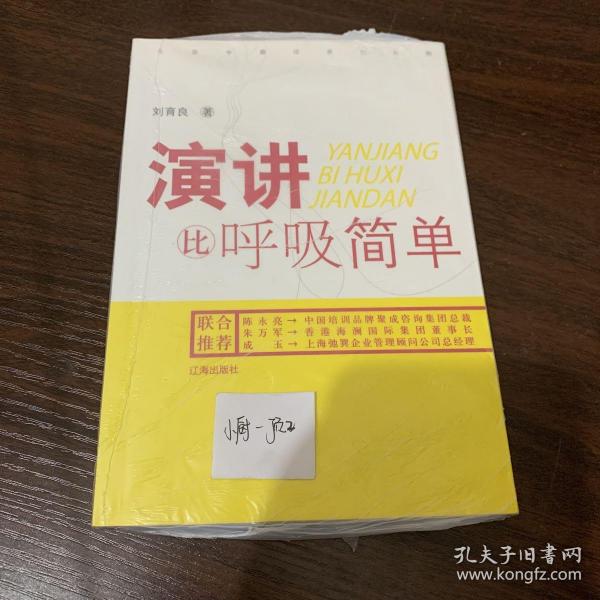 刘育良 著
演讲
YANJIANG
BI HUXI
JIANDAN
比呼吸简单
联合
推荐
陈永亮→中国培训品牌聚成咨询集团总裁
朱万军→香港海澜国际集团董事长
成玉→上海弛骥企业管理顾问公司总经理
辽海出版社
孔夫子旧书网
www.kongfz.com